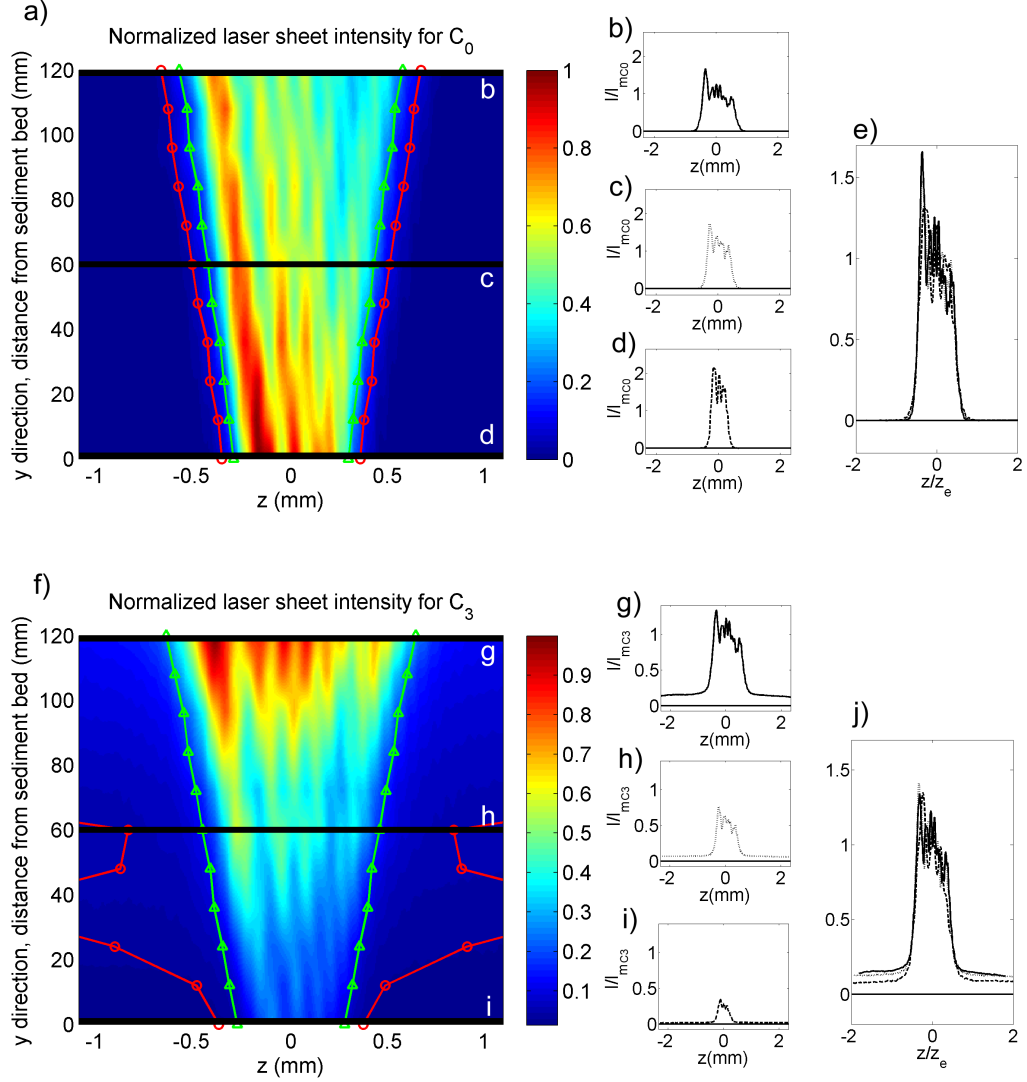 a)
Normalized laser sheet intensity for C0
y direction, distance from sediment bed (mm)
120
100
80
60
40
20
0
b
c
d
-1
-0.5
0
0.5
1
z (mm)
1
0.8
0.6
0.4
0.2
0
b)
I/ImC0
2
1
0
-2
0
2
z(mm)
c)
I/ImC0
2
1
0
-2
0
2
z(mm)
d)
I/ImC0
2
1
0
-2
0
2
z(mm)
e)
1.5
1
0.5
0
-2
0
2
z/ze
f)
Normalized laser sheet intensity for C3
y direction, distance from sediment bed (mm)
120
100
80
60
40
20
0
g
h
i
-1
-0.5
0
0.5
1
z (mm)
0.9
0.8
0.7
0.6
0.5
0.4
0.3
0.2
0.1
g)
I/ImC3
1
0.5
0
-2
0
2
z(mm)
h)
I/ImC3
1
0.5
0
-2
0
2
z(mm)
i)
I/ImC3
1
0.5
0
-2
0
2
z(mm)
j)
1.5
1
0.5
0
-2
0
2
z/ze